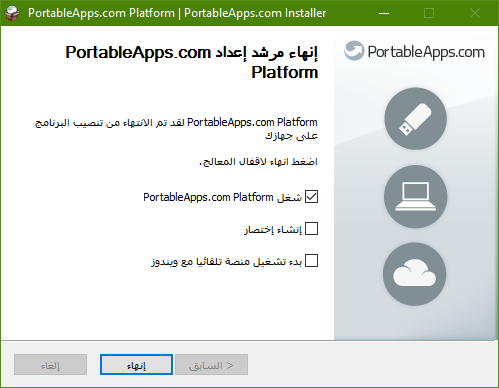 PortableApps.com Platform | PortableApps.com Installer
إنهاء مرشد إعداد PortableApps.com
Platform
PortableApps.com
PortableApps.com Platform لقد تم الانتهاء من تنصيب البرنامج
على جهازك
اضغط انهاء لاقفال المعالج.
شغل PortableApps.com Platform
إنشاء إختصار
بدء تشغيل منصة تلقائيا مع ويندوز
< السابق
إنهاء
إلغاء